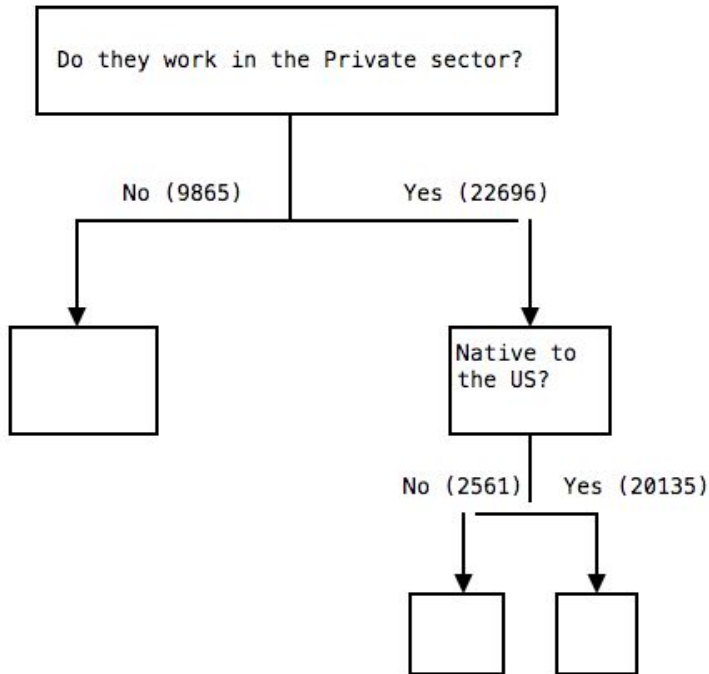 Do they work in the Private sector?
No (9865)
Yes (22696)
Native to
the US?
No (2561)
Yes (20135)